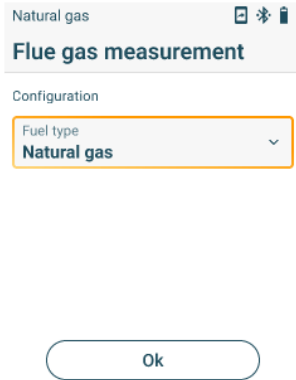 Natural gas
Flue gas measurement
Configuration
Fuel type
Natural gas
Ok